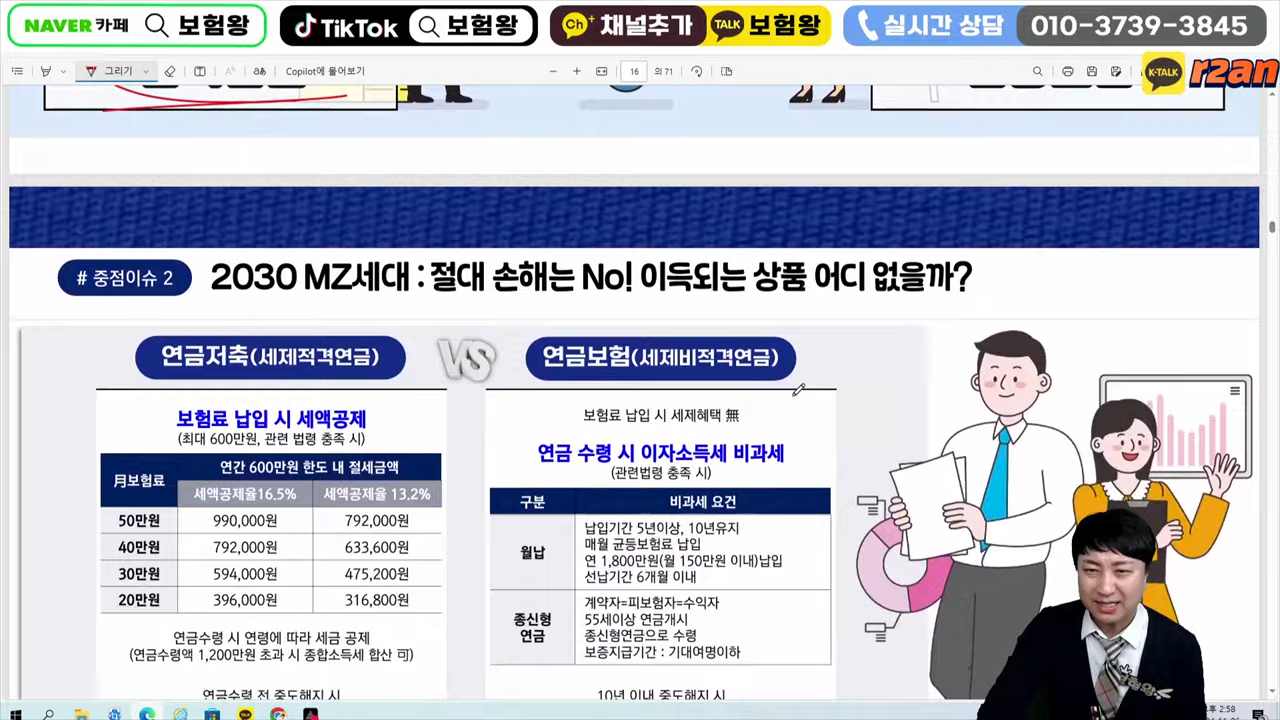 NAVER 카페 보험왕
TikTok 보험왕
Ch+ 채널추가 TALK 보험왕
실시간 상담 010-3739-3845
그리기 Copilot에 물어보기 16 의 71
K-TALK r2an
# 중점이슈 2 2030 MZ세대 : 절대 손해는 No! 이득되는 상품 어디 없을까?
연금저축(세제적격연금) VS 연금보험(세제비적격연금)
보험료 납입 시 세액공제
(최대 600만원, 관련 법령 충족 시)
月보험료 연간 600만원 한도 내 절세금액
세액공제율16.5% 세액공제율 13.2%
50만원 990,000원 792,000원
40만원 792,000원 633,600원
30만원 594,000원 475,200원
20만원 396,000원 316,800원
연금수령 시 연령에 따라 세금 공제
(연금수령액 1,200만원 초과 시 종합소득세 합산 可)
연금수령 전 중도해지 시
보험료 납입 시 세제혜택 無
연금 수령 시 이자소득세 비과세
(관련법령 충족 시)
구분 비과세 요건
월납
납입기간 5년이상, 10년유지
매월 균등보험료 납입
연 1,800만원(월 150만원 이내)납입
선납기간 6개월 이내
종신형
연금
계약자=피보험자=수익자
55세이상 연금개시
종신형연금으로 수령
보증지급기간 : 기대여명이하
10년 이내 중도해지 시
2:58